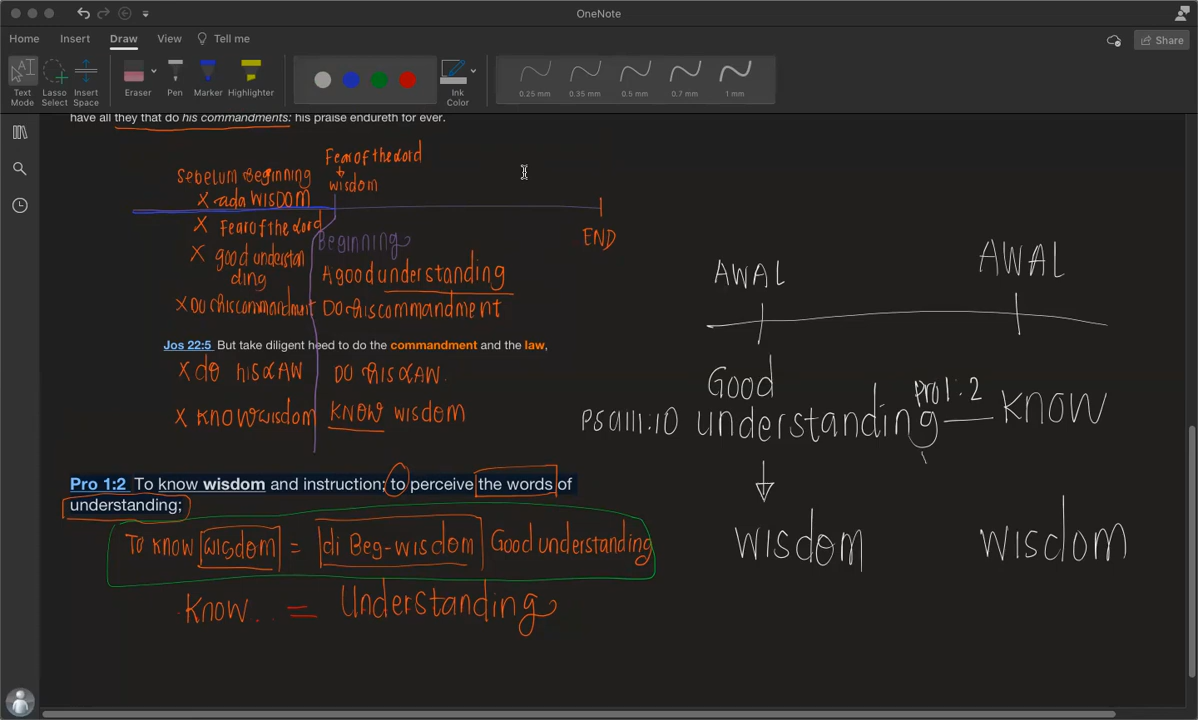 OneNote
Home Insert Draw View Tell me
Share
Text Mode
Lasso Select
Insert Space
Eraser
Pen
Marker
Highlighter
Ink Color
0.25 mm 0.35 mm 0.5 mm 0.7 mm 1 mm
have all they that do his commandments: his praise endureth for ever.
Fear of the Lord
wisdom
Sebelum Beginning
X ada WISDOM
X Fear of the Lord
X good understan
ding
X DO his commandment
Beginning
A good understanding
DO his commandment
END
Jos 22:5 But take diligent heed to do the commandment and the law,
X do his LAW
DO his LAW.
X KNOW wisdom
KNOW wisdom
Pro 1:2 To know wisdom and instruction; to perceive the words of
understanding;
To know wisdom = di Beg-wisdom Good understanding
Know.. = Understanding
AWAL AWAL
Good
psa111:10 understanding pro1:2 — KNOW
wisdom wisdom